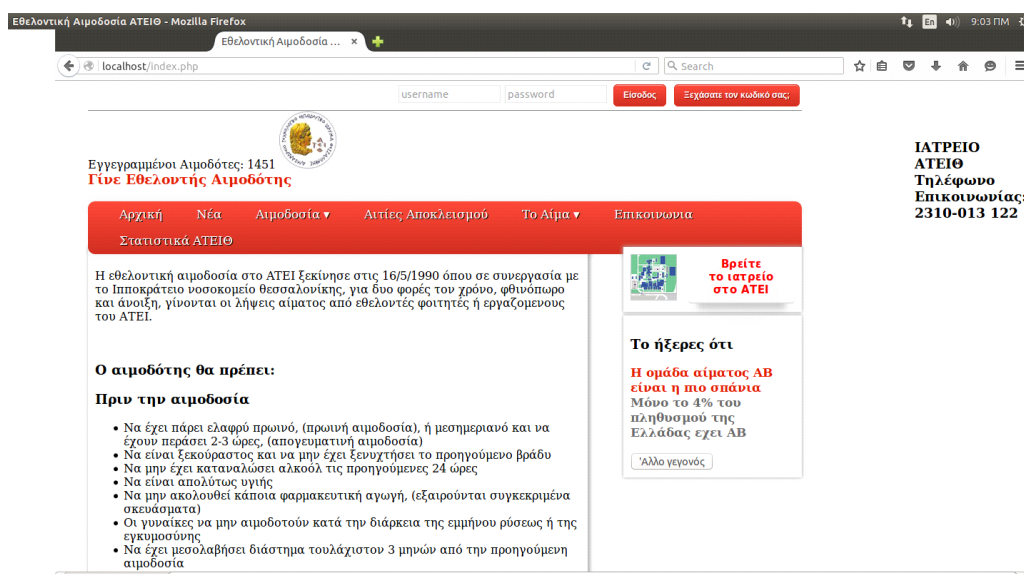 Εθελοντική Αιμοδοσία ΑΤΕΙΘ - Mozilla Firefox
En
9:03 ΠΜ
Εθελοντική Αιμοδοσία ...
localhost/index.php
Search
username
password
Είσοδος
Ξεχάσατε τον κωδικό σας;
Εγγεγραμμένοι Αιμοδότες: 1451
Γίνε Εθελοντής Αιμοδότης
ΙΑΤΡΕΙΟ
ΑΤΕΙΘ
Τηλέφωνο
Επικοινωνίας:
2310-013 122
Αρχική Νέα Αιμοδοσία ▾ Αιτίες Αποκλεισμού Το Αίμα ▾ Επικοινωνια
Στατιστικά ΑΤΕΙΘ
Η εθελοντική αιμοδοσία στο ΑΤΕΙ ξεκίνησε στις 16/5/1990 όπου σε συνεργασία με
το Ιπποκράτειο νοσοκομείο θεσσαλονίκης, για δυο φορές τον χρόνο, φθινόπωρο
και άνοιξη, γίνονται οι λήψεις αίματος από εθελοντές φοιτητές ή εργαζομενους
του ΑΤΕΙ.
Ο αιμοδότης θα πρέπει:
Πριν την αιμοδοσία
• Να έχει πάρει ελαφρύ πρωινό, (πρωινή αιμοδοσία), ή μεσημεριανό και να
έχουν περάσει 2-3 ώρες, (απογευματινή αιμοδοσία)
• Να είναι ξεκούραστος και να μην έχει ξενυχτήσει το προηγούμενο βράδυ
• Να μην έχει καταναλώσει αλκοόλ τις προηγούμενες 24 ώρες
• Να είναι απολύτως υγιής
• Να μην ακολουθεί κάποια φαρμακευτική αγωγή, (εξαιρούνται συγκεκριμένα
σκευάσματα)
• Οι γυναίκες να μην αιμοδοτούν κατά την διάρκεια της εμμήνου ρύσεως ή της
εγκυμοσύνης
• Να έχει μεσολαβήσει διάστημα τουλάχιστον 3 μηνών από την προηγούμενη
αιμοδοσία
Βρείτε
το ιατρείο
στο ΑΤΕΙ
Το ήξερες ότι
Η ομάδα αίματος ΑΒ
είναι η πιο σπάνια
Μόνο το 4% του
πληθυσμού της
Ελλάδας εχει ΑΒ
'Αλλο γεγονός